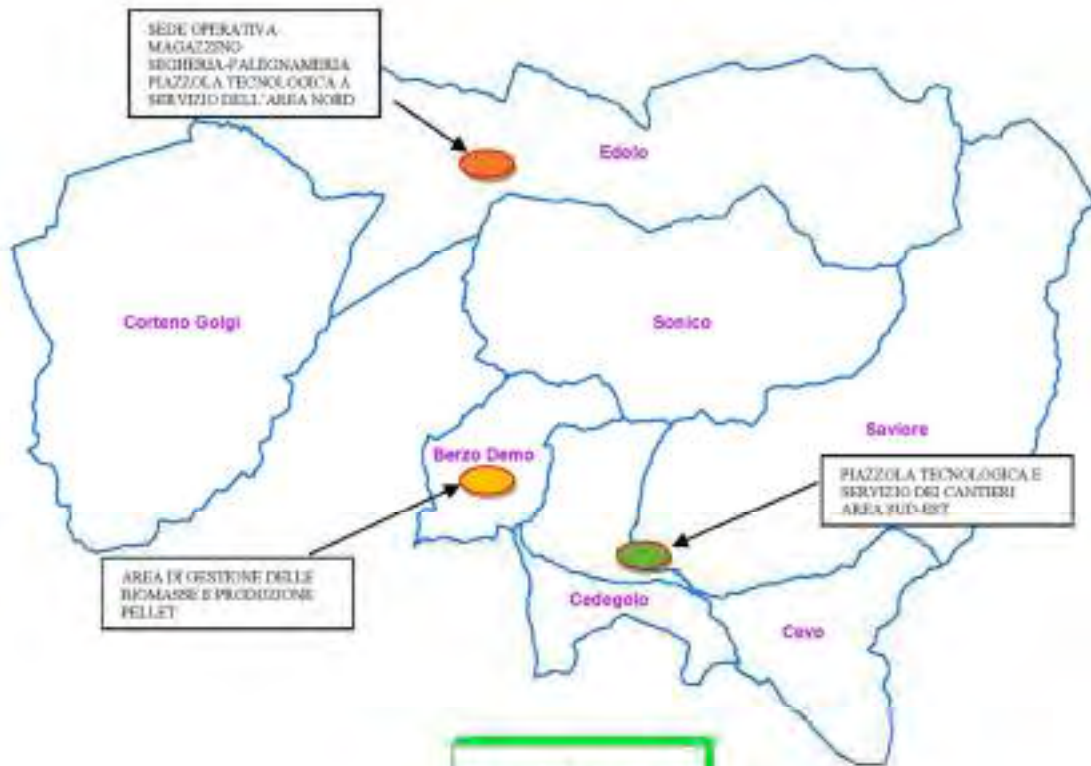 SEDE OPERATIVA
MAGAZZINO
SEGHERIA-FALEGNAMERIA
PIAZZOLA TECNOLOGICA A
SERVIZIO DELL'AREA NORD
Edolo
Corteno Golgi
Sonico
Saviore
Berzo Demo
PIAZZOLA TECNOLOGICA E
SERVIZIO DEI CANTIERI
AREA SUD-EST
AREA DI GESTIONE DELLE
BIOMASSE E PRODUZIONE
PELLET
Cedegolo
Cevo